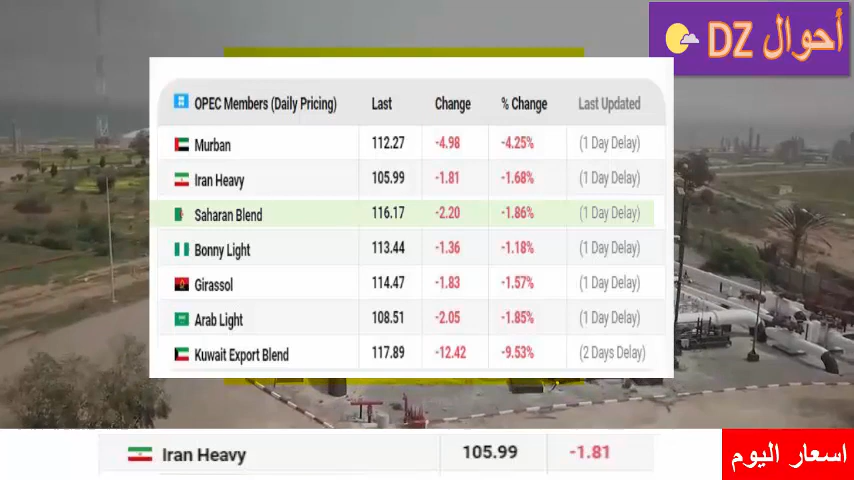 أحوال DZ
OPEC Members (Daily Pricing) Last Change % Change Last Updated
Murban 112.27 -4.98 -4.25% (1 Day Delay)
Iran Heavy 105.99 -1.81 -1.68% (1 Day Delay)
Saharan Blend 116.17 -2.20 -1.86% (1 Day Delay)
Bonny Light 113.44 -1.36 -1.18% (1 Day Delay)
Girassol 114.47 -1.83 -1.57% (1 Day Delay)
Arab Light 108.51 -2.05 -1.85% (1 Day Delay)
Kuwait Export Blend 117.89 -12.42 -9.53% (2 Days Delay)
Iran Heavy 105.99 -1.81
اسعار اليوم